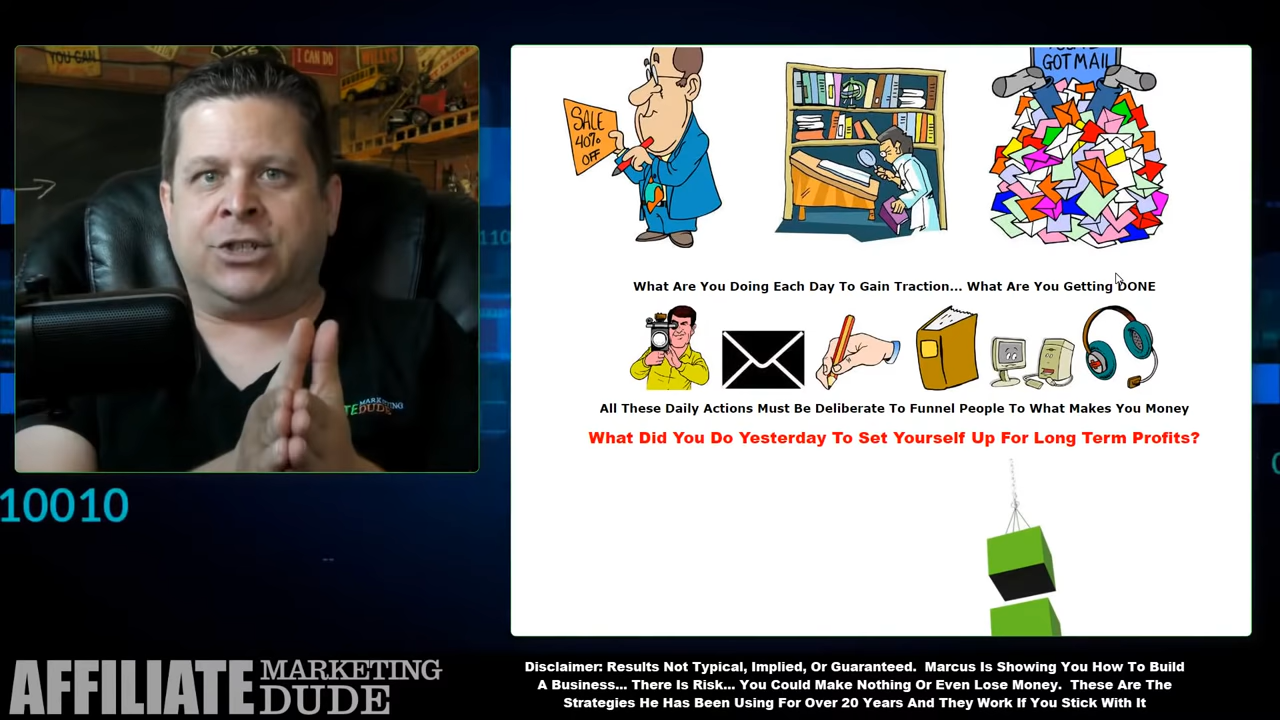 YOU CAN
I CAN DO
WILLYS
GOT MAIL
SALE
40%
OFF
What Are You Doing Each Day To Gain Traction... What Are You Getting DONE
All These Daily Actions Must Be Deliberate To Funnel People To What Makes You Money
What Did You Do Yesterday To Set Yourself Up For Long Term Profits?
MARKETING
DUDE
110
10010
AFFILIATE MARKETING
DUDE
Disclaimer: Results Not Typical, Implied, Or Guaranteed. Marcus Is Showing You How To Build
A Business... There Is Risk... You Could Make Nothing Or Even Lose Money. These Are The
Strategies He Has Been Using For Over 20 Years And They Work If You Stick With It